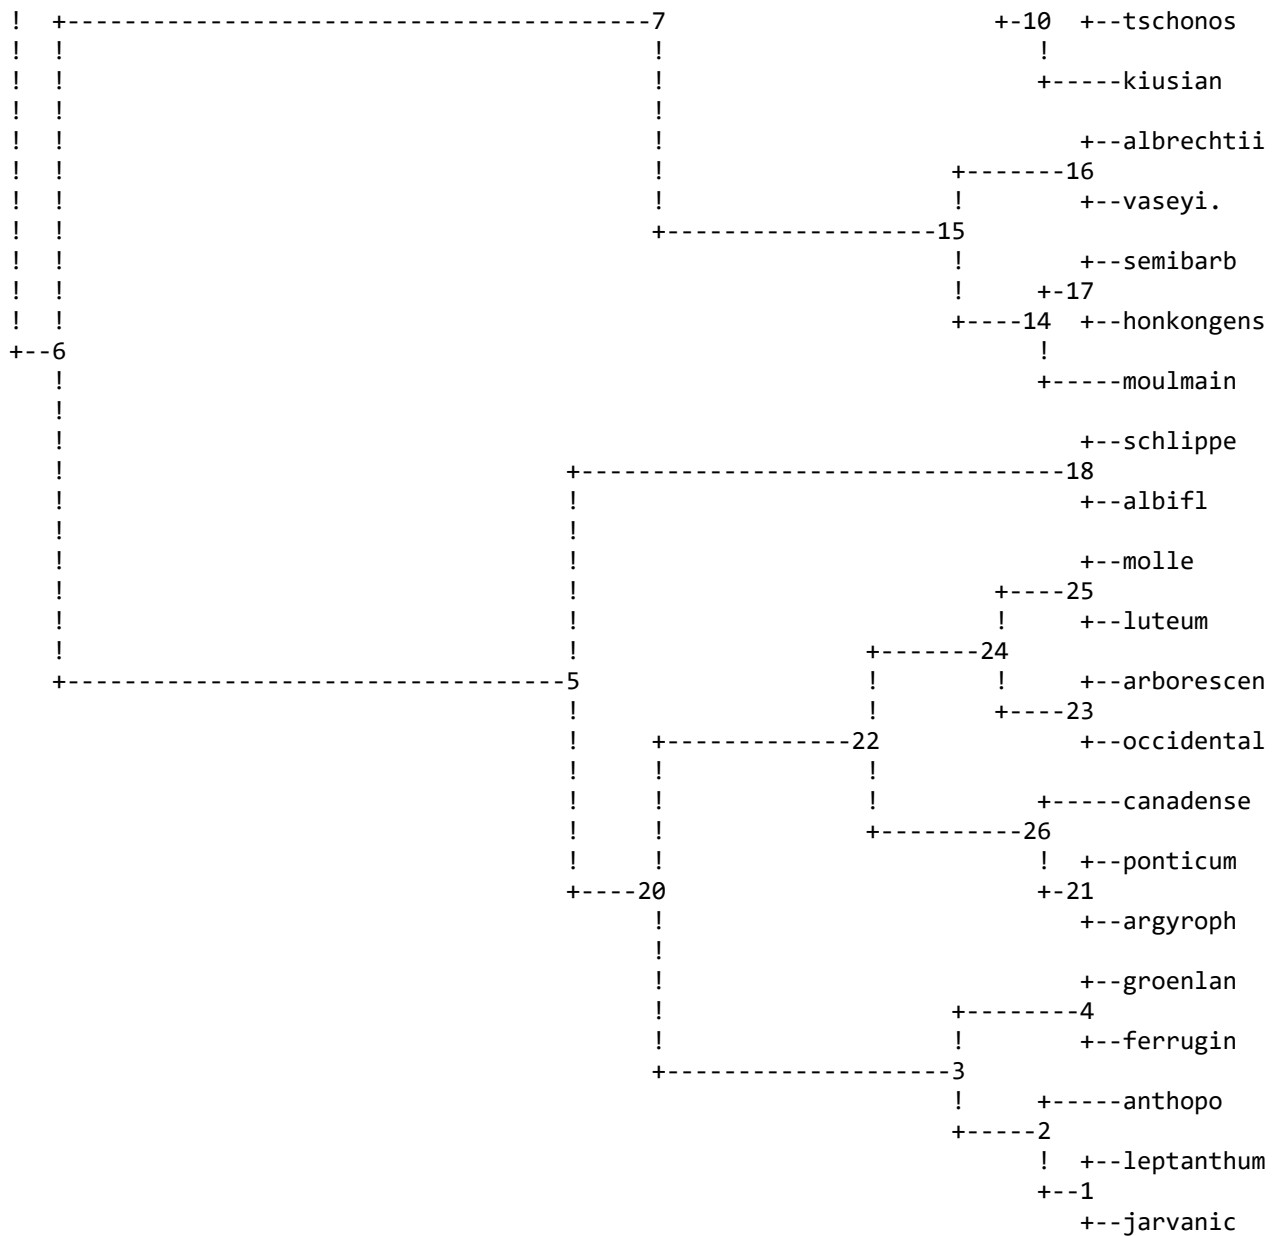 !  +-----------------------------------------7                       +-10  +--tschonos
!  !                                         !                          !
!  !                                         !                          +-----kiusian
!  !                                         !
!  !                                         !                             +--albrechtii
!  !                                         !                    +-------16
!  !                                         !                    !        +--vaseyi.
!  !                                         +-------------------15
!  !                                                              !        +--semibarb
!  !                                                              !     +-17
!  !                                                              +----14  +--honkongens
+--6                                                                    !
   !                                                                    +-----moulmain
   !
   !                                                                       +--schlippe
   !                                   +----------------------------------18
   !                                   !                                   +--albifl
   !                                   !
   !                                   !                                   +--molle
   !                                   !                             +----25
   !                                   !                             !     +--luteum
   !                                   !                    +-------24
   +-----------------------------------5                    !        !     +--arborescen
                                       !                    !        +----23
                                       !     +-------------22              +--occidental
                                       !     !              !
                                       !     !              !           +-----canadense
                                       !     !              +----------26
                                       !     !                          !  +--ponticum
                                       +----20                          +-21
                                             !                             +--argyroph
                                             !
                                             !                             +--groenlan
                                             !                    +--------4
                                             !                    !        +--ferrugin
                                             +--------------------3
                                                                  !     +-----anthopo
                                                                  +-----2
                                                                        !  +--leptanthum
                                                                        +--1
                                                                           +--jarvanic